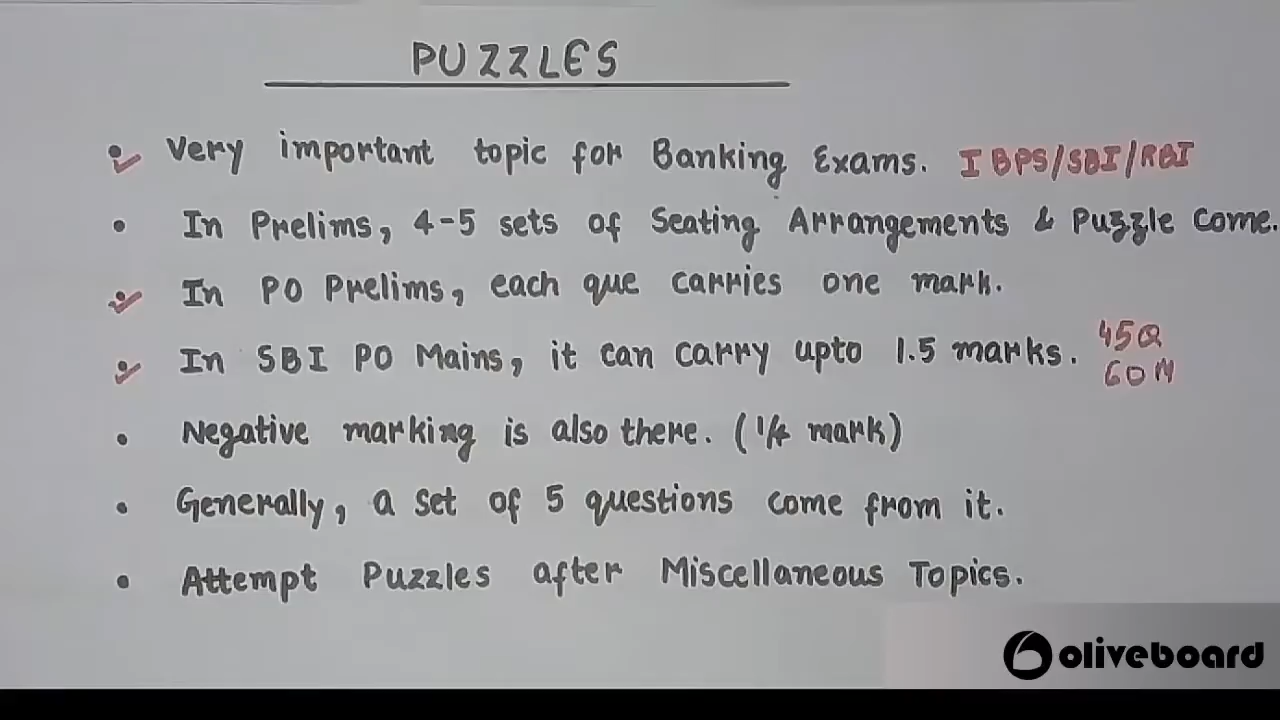 PUZZLES
• Very important topic for Banking Exams. IBPS/SBI/RBI
• In Prelims, 4-5 sets of Seating Arrangements & Puzzle Come.
• In PO Prelims, each que carries one mark.
• In SBI PO Mains, it can carry upto 1.5 marks. 45Q
60M
• Negative marking is also there. (1/4 mark)
• Generally, a set of 5 questions come from it.
• Attempt Puzzles after Miscellaneous Topics.
oliveboard